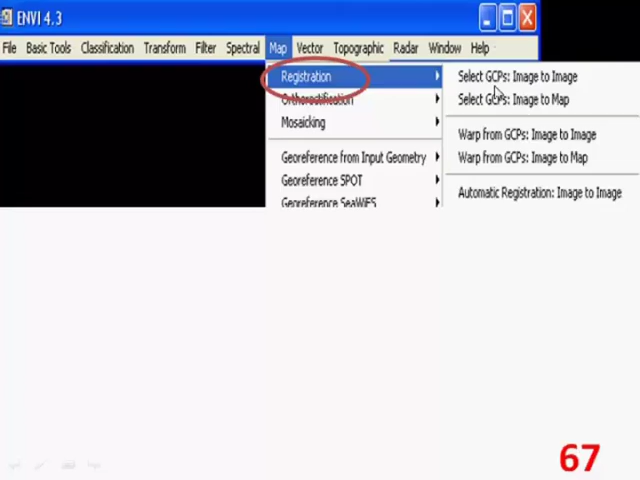 ENVI 4.3
File Basic Tools Classification Transform Filter Spectral Map Vector Topographic Radar Window Help
Registration
Select GCPs: Image to Image
Orthorectification
Select GCPs: Image to Map
Mosaicking
Warp from GCPs: Image to Image
Georeference from Input Geometry
Warp from GCPs: Image to Map
Georeference SPOT
Automatic Registration: Image to Image
Georeference SeaWiFS
67